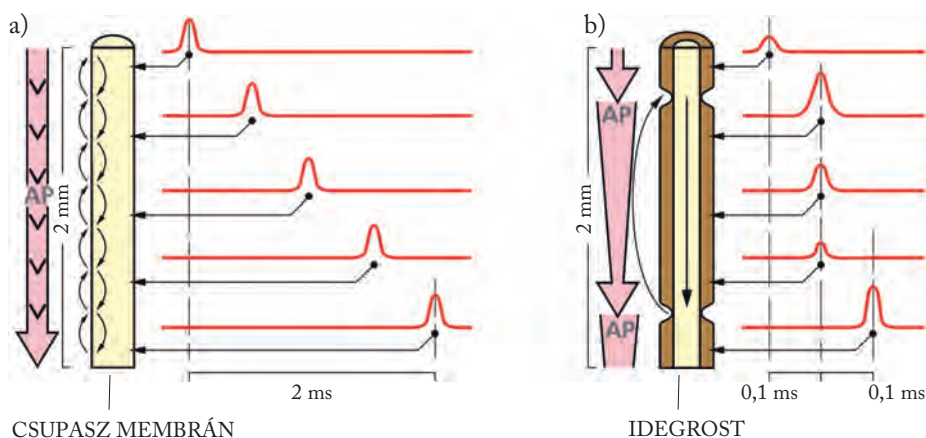 a)
AP
2 mm
2 ms
CSUPASZ MEMBRÁN
b)
AP
AP
2 mm
0,1 ms
0,1 ms
IDEGROST